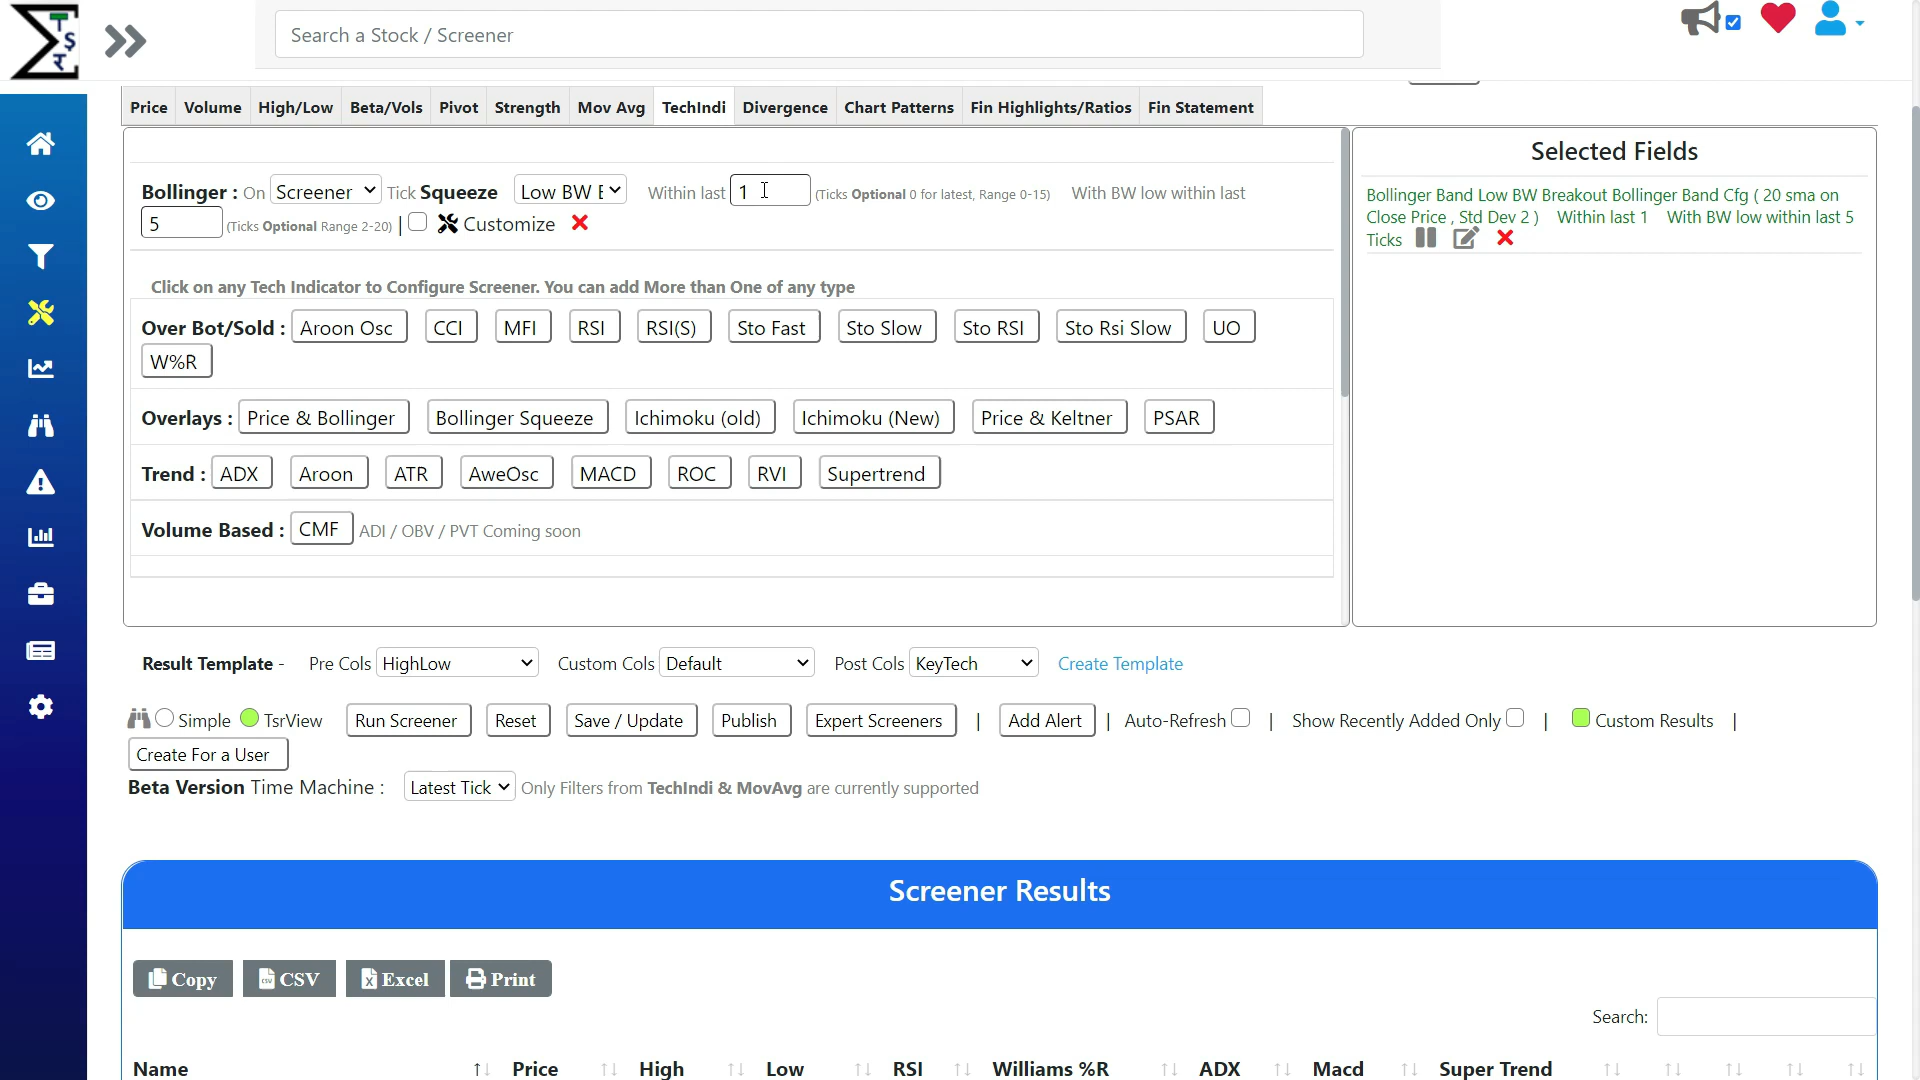 T
$
₹
Search a Stock / Screener
Price Volume High/Low Beta/Vols Pivot Strength Mov Avg TechIndi Divergence Chart Patterns Fin Highlights/Ratios Fin Statement
Bollinger : On Screener Tick Squeeze Low BW B Within last 1 (Ticks Optional 0 for latest, Range 0-15) With BW low within last
5 (Ticks Optional Range 2-20) | Customize
Click on any Tech Indicator to Configure Screener. You can add More than One of any type
Over Bot/Sold : Aroon Osc CCI MFI RSI RSI(S) Sto Fast Sto Slow Sto RSI Sto Rsi Slow UO
W%R
Overlays : Price & Bollinger Bollinger Squeeze Ichimoku (old) Ichimoku (New) Price & Keltner PSAR
Trend : ADX Aroon ATR AweOsc MACD ROC RVI Supertrend
Volume Based : CMF ADI / OBV / PVT Coming soon
Selected Fields
Bollinger Band Low BW Breakout Bollinger Band Cfg ( 20 sma on
Close Price , Std Dev 2 ) Within last 1 With BW low within last 5
Ticks
Result Template - Pre Cols HighLow Custom Cols Default Post Cols KeyTech Create Template
Simple TsrView Run Screener Reset Save / Update Publish Expert Screeners | Add Alert | Auto-Refresh | Show Recently Added Only | Custom Results |
Create For a User
Beta Version Time Machine : Latest Tick Only Filters from TechIndi & MovAvg are currently supported
Screener Results
Copy CSV Excel Print
Search:
Name Price High Low RSI Williams %R ADX Macd Super Trend